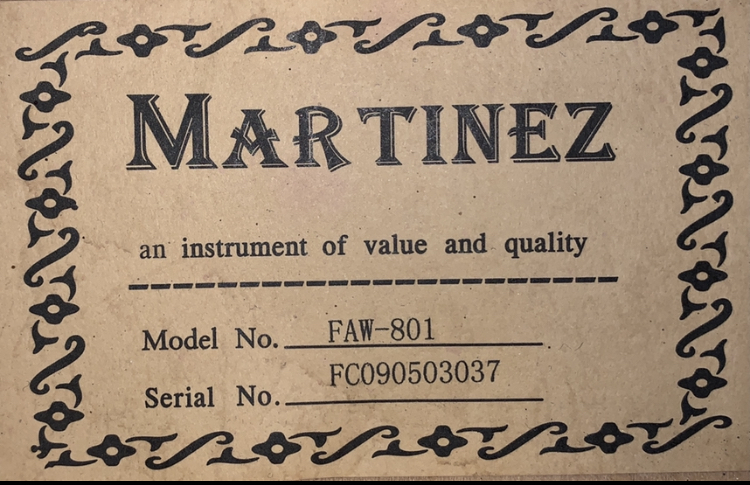 MARTINEZ
an instrument of value and quality
Model No. FAW-801
Serial No. FC090503037